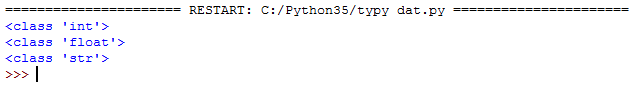 ====================== RESTART: C:/Python35/typy dat.py ======================
<class 'int'>
<class 'float'>
<class 'str'>
>>>